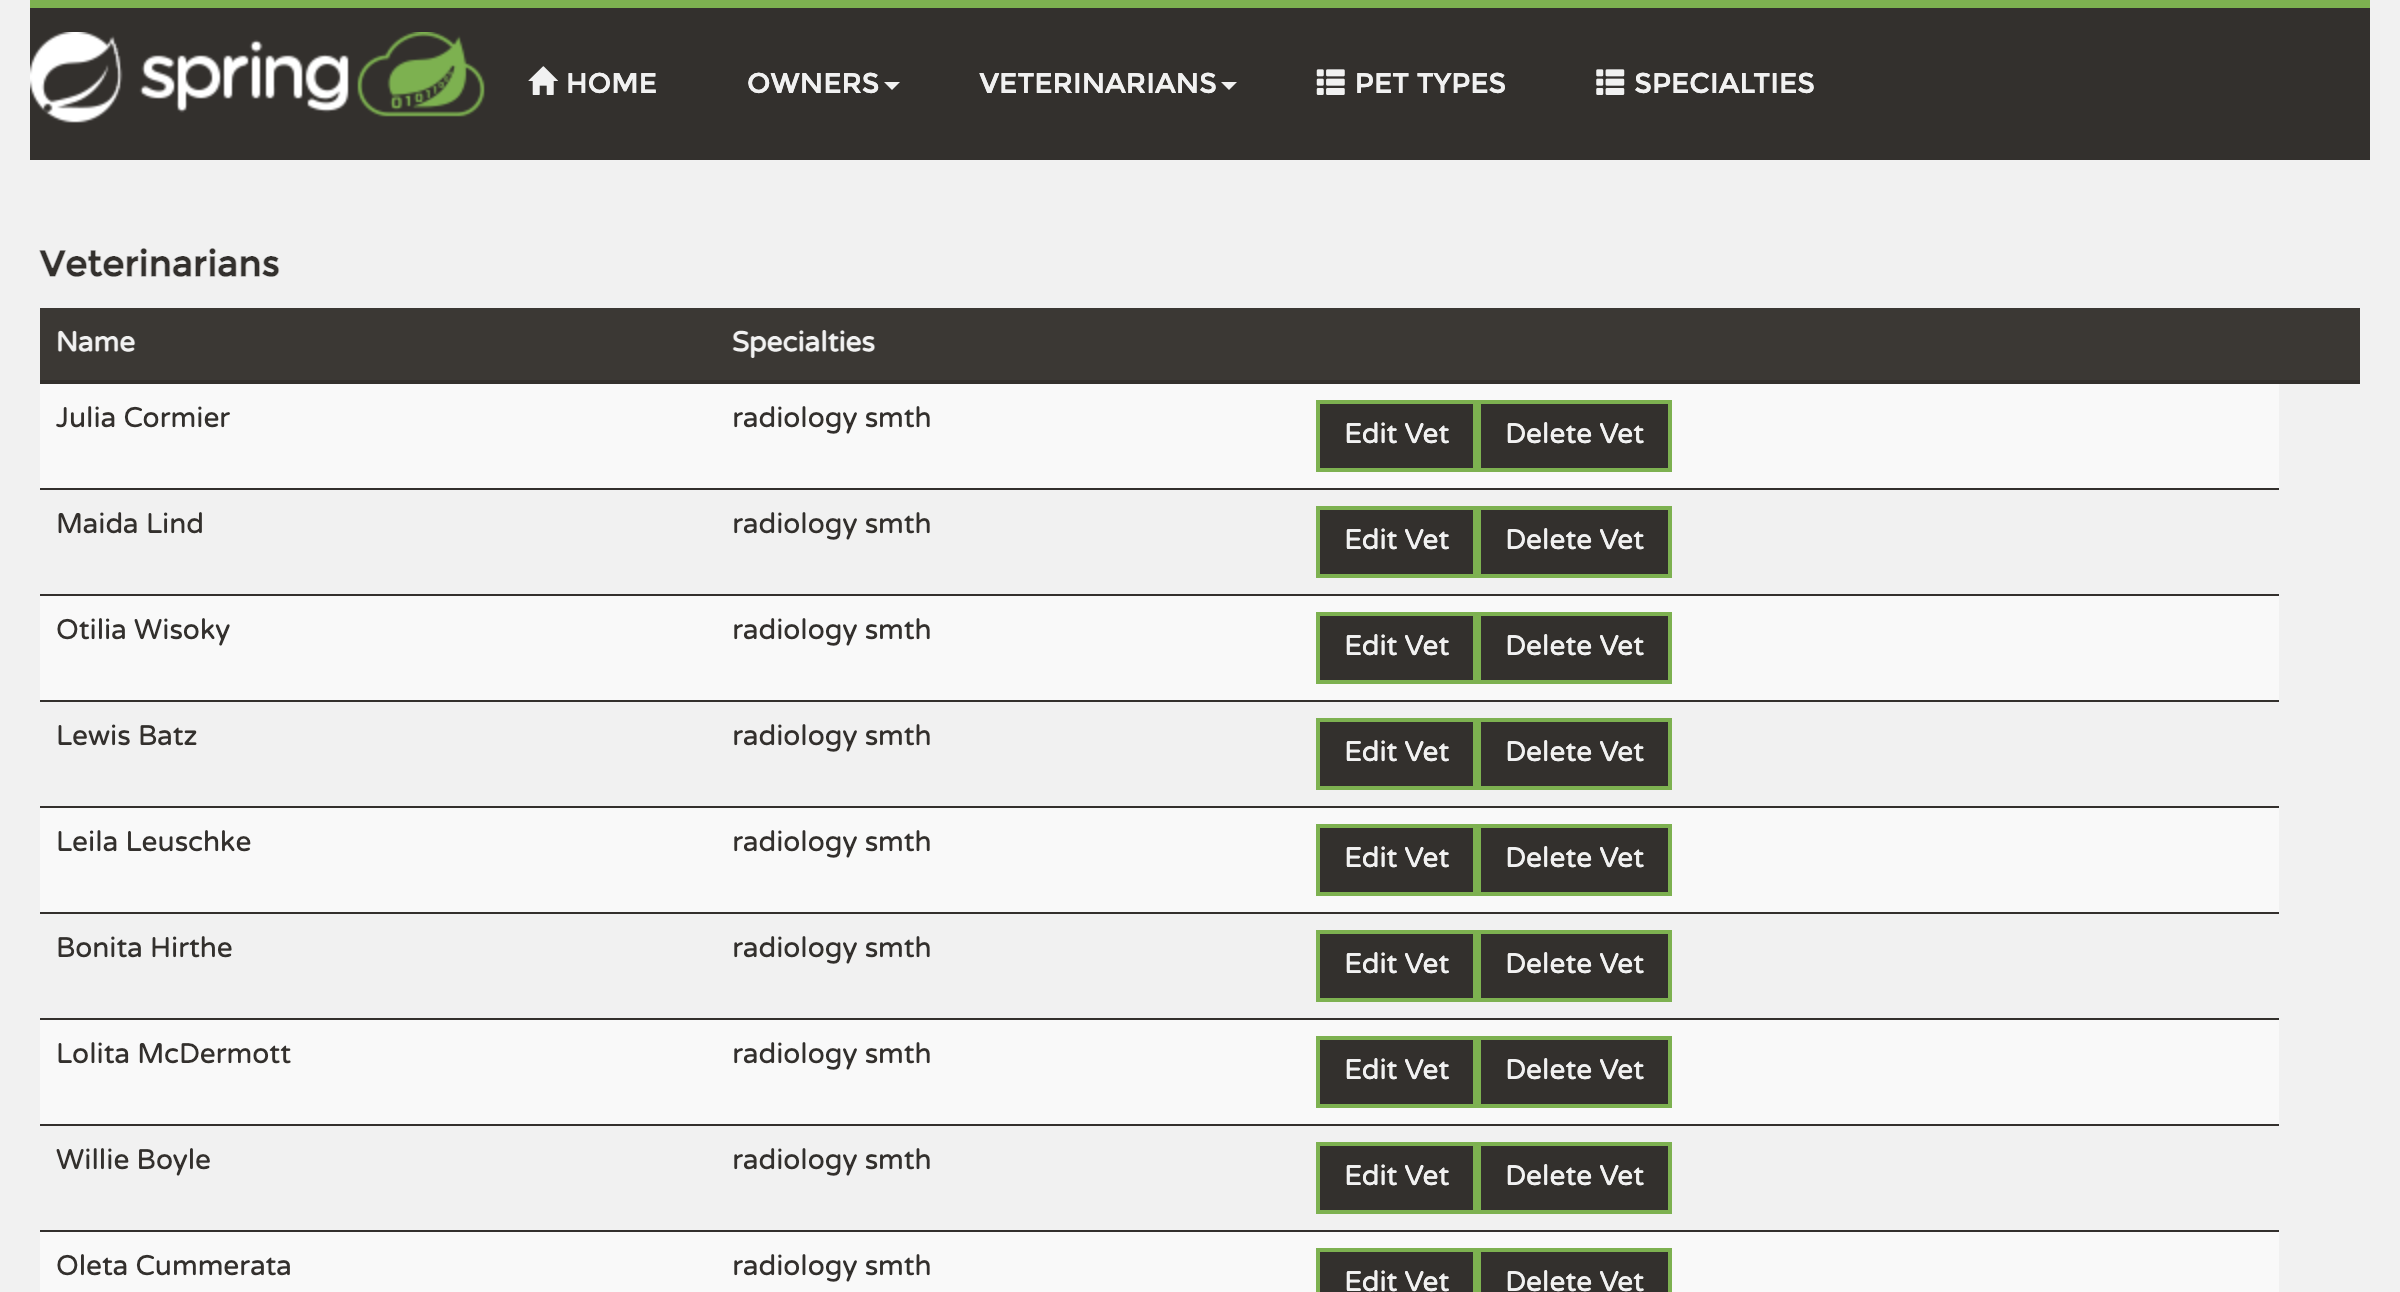 spring HOME OWNERS VETERINARIANS PET TYPES SPECIALTIES
Veterinarians
Name Specialties
Julia Cormier radiology smth Edit Vet Delete Vet
Maida Lind radiology smth Edit Vet Delete Vet
Otilia Wisoky radiology smth Edit Vet Delete Vet
Lewis Batz radiology smth Edit Vet Delete Vet
Leila Leuschke radiology smth Edit Vet Delete Vet
Bonita Hirthe radiology smth Edit Vet Delete Vet
Lolita McDermott radiology smth Edit Vet Delete Vet
Willie Boyle radiology smth Edit Vet Delete Vet
Oleta Cummerata radiology smth Edit Vet Delete Vet